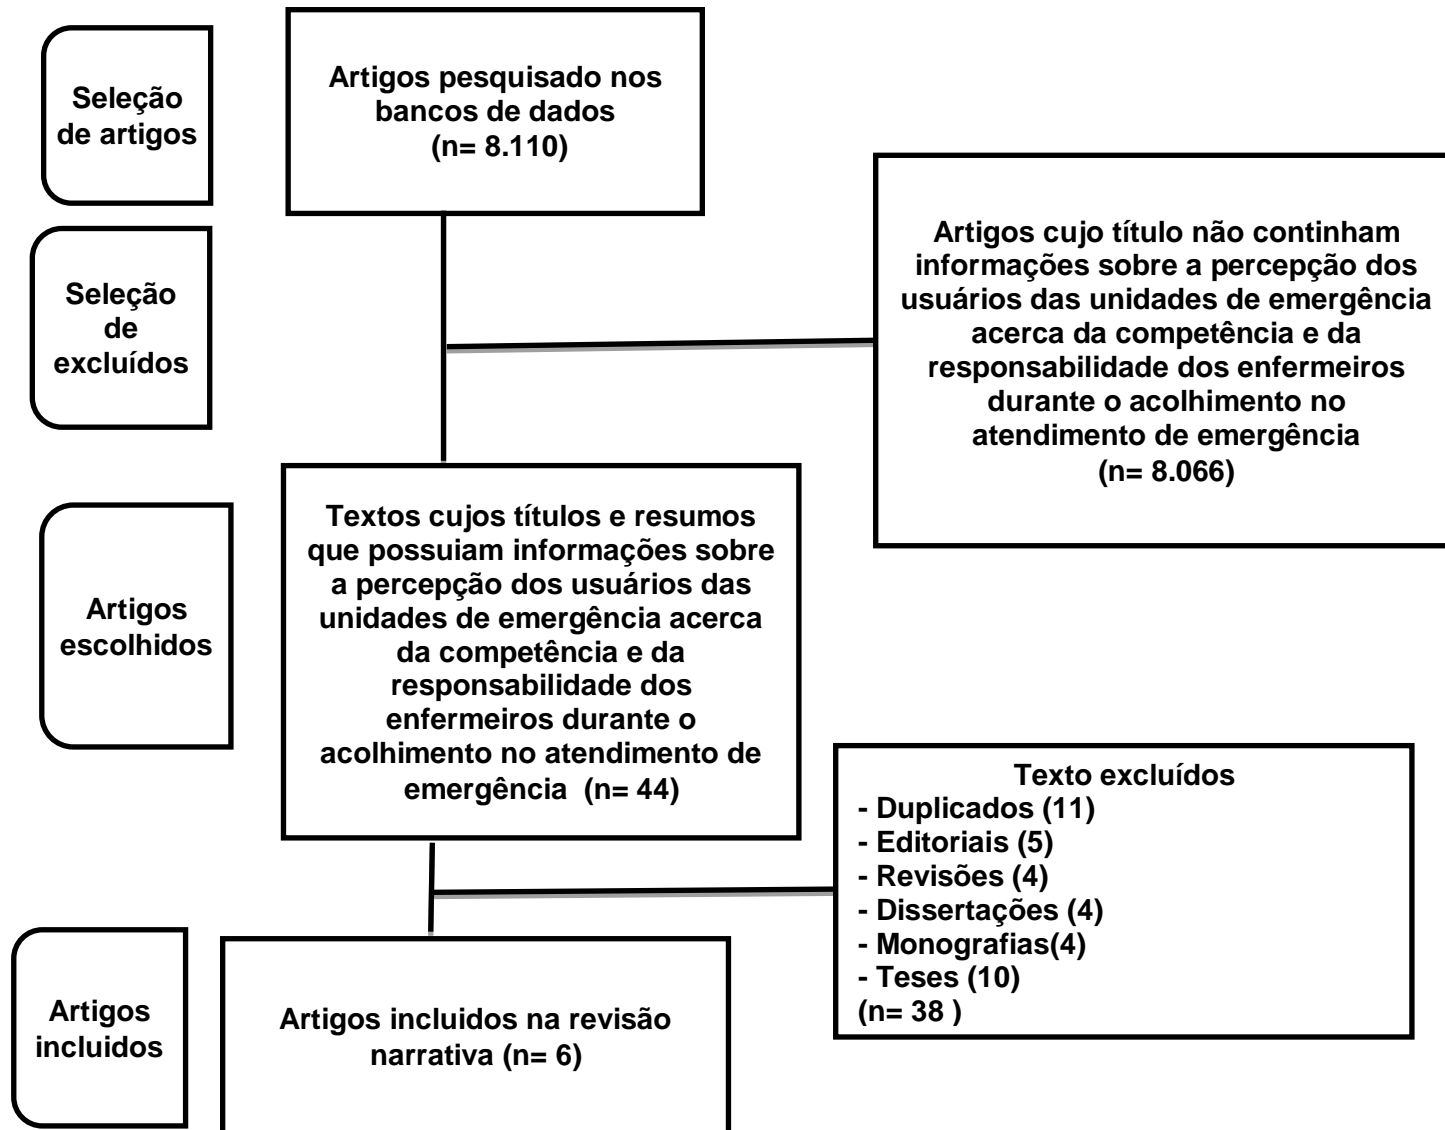 Seleção
de artigos
Artigos pesquisado nos
bancos de dados
(n= 8.110)
Seleção
de
excluídos
Artigos cujo título não continham
informações sobre a percepção dos
usuários das unidades de emergência
acerca da competência e da
responsabilidade dos enfermeiros
durante o acolhimento no
atendimento de emergência
(n= 8.066)
Artigos
escolhidos
Textos cujos títulos e resumos
que possuiam informações sobre
a percepção dos usuários das
unidades de emergência acerca
da competência e da
responsabilidade dos
enfermeiros durante o
acolhimento no atendimento de
emergência  (n= 44)
Texto excluídos
- Duplicados (11)
- Editoriais (5)
- Revisões (4)
- Dissertações (4)
- Monografias(4)
- Teses (10)
(n= 38 )
Artigos
incluidos
Artigos incluidos na revisão
narrativa (n= 6)